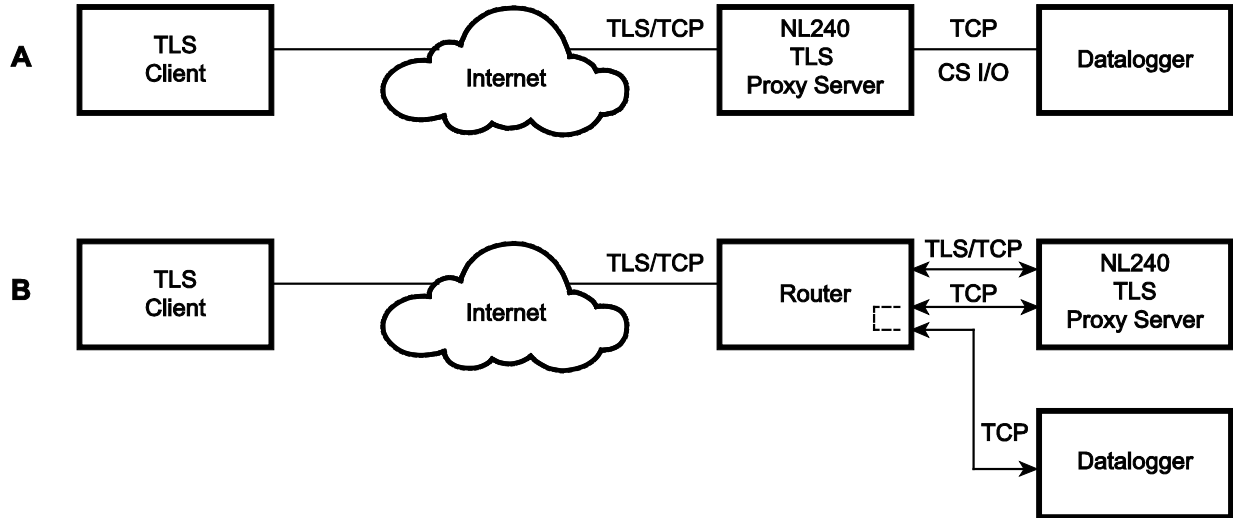 A
TLS
Client
Internet
TLS/TCP
NL240
TLS
Proxy Server
TCP
CS I/O
Datalogger
B
TLS
Client
Internet
TLS/TCP
Router
TLS/TCP
TCP
NL240
TLS
Proxy Server
TCP
Datalogger